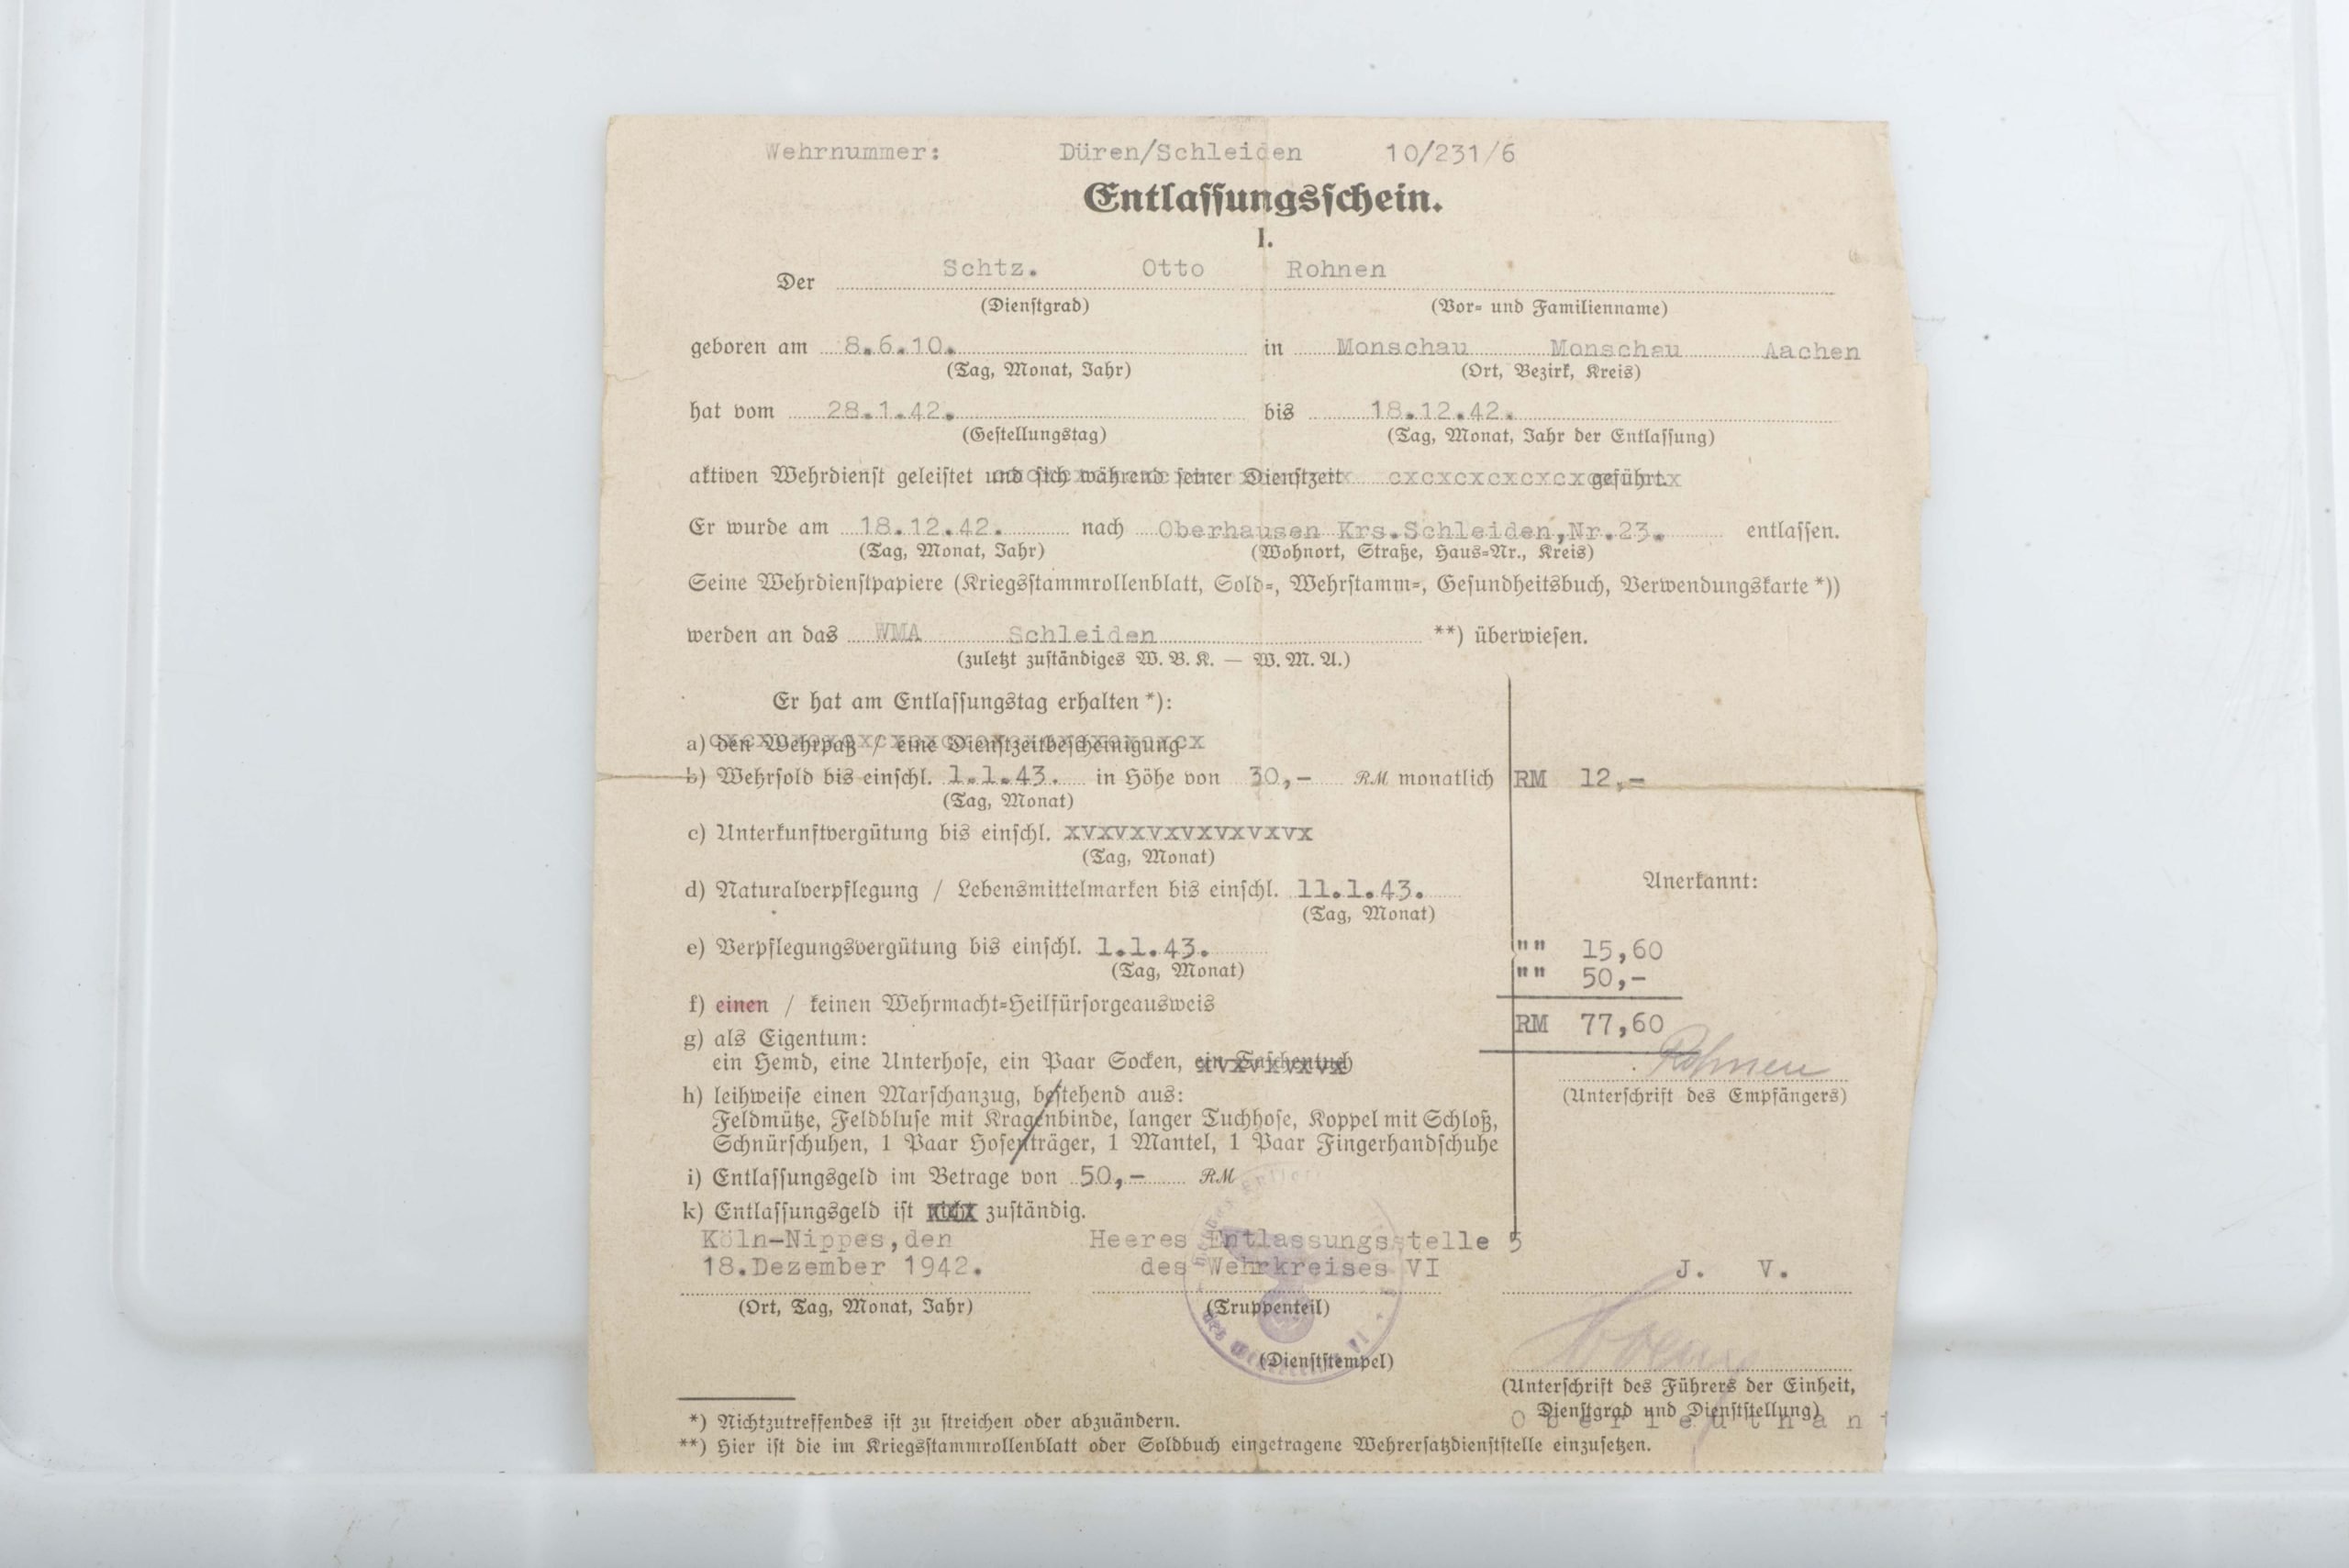 Wehrnummer: Düren/Schleiden 10/231/6
Entlassungsschein.
I.
Der Schtz. Otto Rohnen
(Dienstgrad) (Vor- und Familienname)
geboren am 8.6.10. in Monschau Monschau Aachen
(Tag, Monat, Jahr) (Ort, Bezirk, Kreis)
hat vom 28.1.42. bis 18.12.42.
(Gestellungstag) (Tag, Monat, Jahr der Entlassung)
aktiven Wehrdienst geleistet und sich während seiner Dienstzeit cxcxcxcxcxcx geführt.
Er wurde am 18.12.42. nach Oberhausen Krs.Schleiden,Nr.23. entlassen.
(Tag, Monat, Jahr) (Wohnort, Straße, Haus-Nr., Kreis)
Seine Wehrdienstpapiere (Kriegsstammrollenblatt, Sold-, Wehrstamm-, Gesundheitsbuch, Verwendungskarte *))
werden an das WMA Schleiden **) überwiesen.
(zuletzt zuständiges W. B. K. — W. M. A.)
Er hat am Entlassungstag erhalten *):
a) den Wehrpaß / eine Dienstzeitbescheinigung
b) Wehrsold bis einschl. 1.1.43. in Höhe von 30,- RM monatlich RM 12,-
(Tag, Monat)
c) Unterkunftvergütung bis einschl. xvxvxvxvxvxvxvx
(Tag, Monat)
d) Naturalverpflegung / Lebensmittelmarken bis einschl. 11.1.43. Anerkannt:
(Tag, Monat)
e) Verpflegungsvergütung bis einschl. 1.1.43. "" 15,60
(Tag, Monat) "" 50,-
f) einen / keinen Wehrmacht-Heilfürsorgeausweis
RM 77,60
g) als Eigentum:
ein Hemd, eine Unterhose, ein Paar Socken, ein Taschentuch
Rohnen
(Unterschrift des Empfängers)
h) leihweise einen Marschanzug, bestehend aus:
Feldmütze, Feldbluse mit Kragenbinde, langer Tuchhose, Koppel mit Schloß,
Schnürschuhen, 1 Paar Hosenträger, 1 Mantel, 1 Paar Fingerhandschuhe
i) Entlassungsgeld im Betrage von 50,- RM
k) Entlassungsgeld ist nicht zuständig.
Köln-Nippes,den Heeres Entlassungsstelle 5
18.Dezember 1942. des Wehrkreises VI J. V.
(Ort, Tag, Monat, Jahr) (Truppenteil)
(Dienststempel)
(Unterschrift des Führers der Einheit,
Dienstgrad und Dienststellung)
Oberleutnant
*) Nichtzutreffendes ist zu streichen oder abzuändern.
**) Hier ist die im Kriegsstammrollenblatt oder Soldbuch eingetragene Wehrersatzdienststelle einzusetzen.